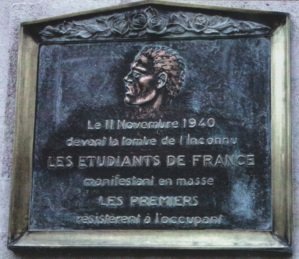 Le 11 Novembre 1940
devant la tombe de l'Inconnu
LES ETUDIANTS DE FRANCE
manifestant en masse
LES PREMIERS
résistèrent à l'occupant